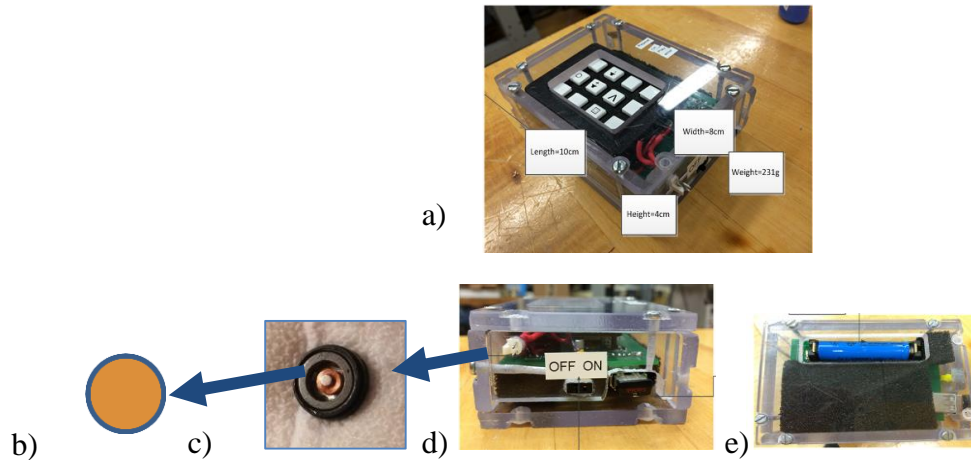 Width=8cm
Length=10cm
Weight=231g
Height=4cm
a)
OFF ON
b)
c)
d)
e)